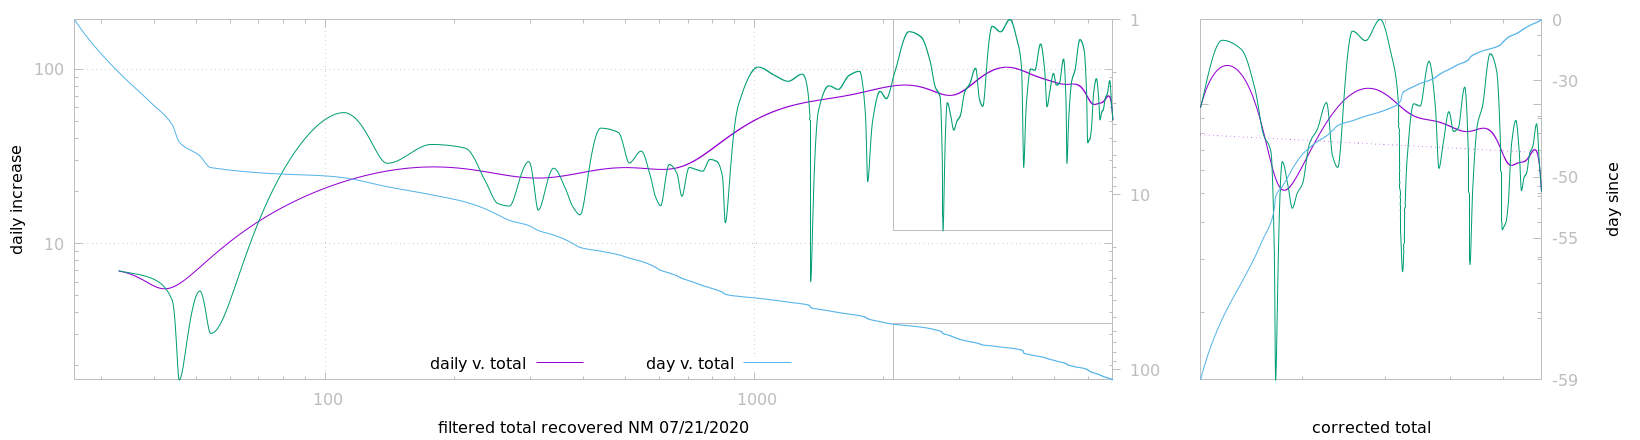 daily increase
100
10
daily v. total
day v. total
100
1000
filtered total recovered NM 07/21/2020
1
10
100
0
-30
-50
-55
-59
day since
corrected total